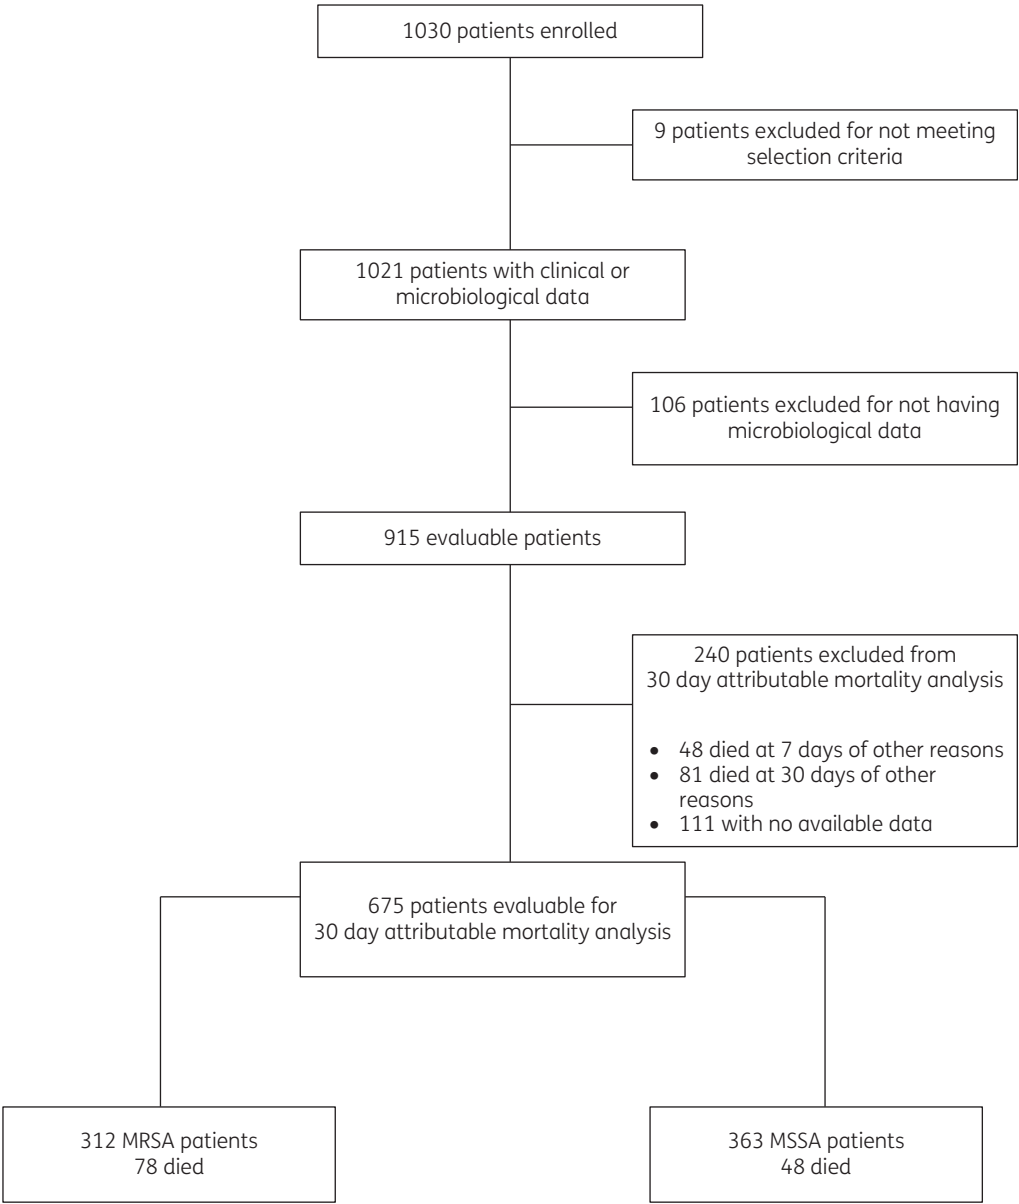 1030 patients enrolled
9 patients excluded for not meeting
selection criteria
1021 patients with clinical or
microbiological data
106 patients excluded for not having
microbiological data
915 evaluable patients
240 patients excluded from
30 day attributable mortality analysis
• 48 died at 7 days of other reasons
• 81 died at 30 days of other
reasons
• 111 with no available data
675 patients evaluable for
30 day attributable mortality analysis
312 MRSA patients
78 died
363 MSSA patients
48 died